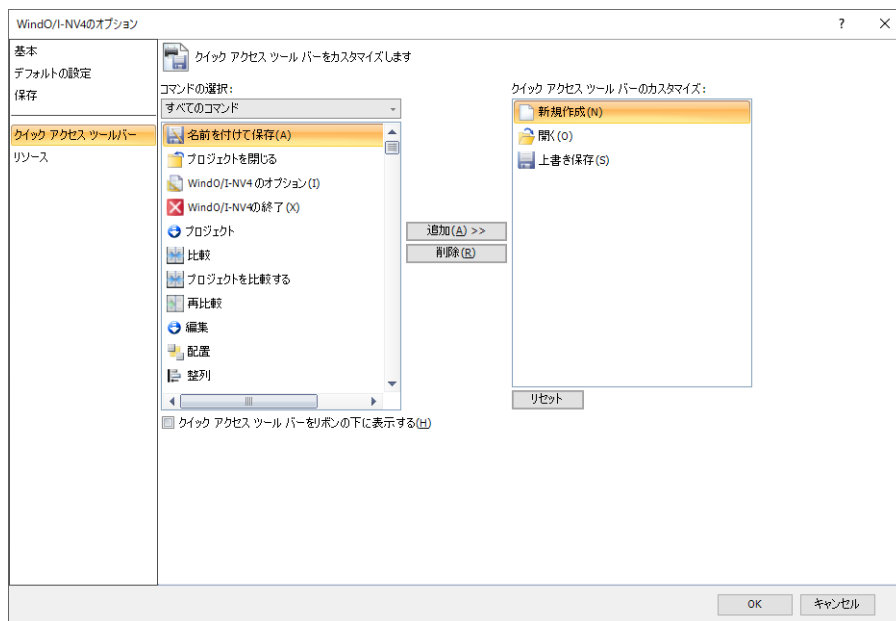 WindO/I-NV4のオプション
?
基本
デフォルトの設定
保存
クイック アクセス ツールバー
リソース
クイック アクセス ツール バーをカスタマイズします
コマンドの選択:
すべてのコマンド
名前を付けて保存(A)
プロジェクトを閉じる
WindO/I-NV4 のオプション(I)
WindO/I-NV4の終了(X)
プロジェクト
比較
プロジェクトを比較する
再比較
編集
配置
整列
クイック アクセス ツール バーをリボンの下に表示する(H)
追加(A) >>
削除(R)
クイック アクセス ツール バーのカスタマイズ:
新規作成(N)
開く(O)
上書き保存(S)
リセット
OK
キャンセル